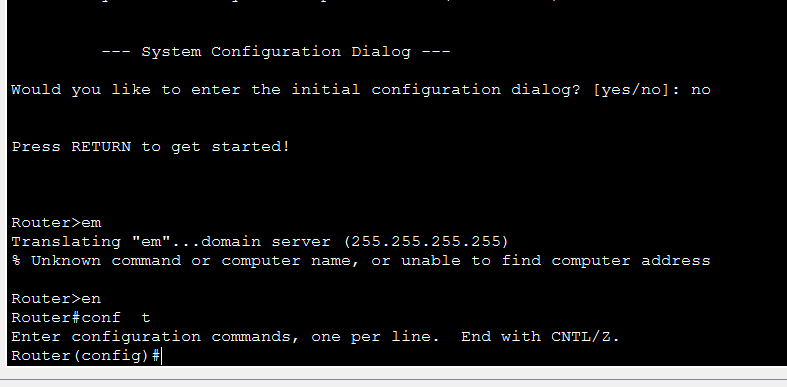 --- System Configuration Dialog ---
Would you like to enter the initial configuration dialog? [yes/no]: no
Press RETURN to get started!
Router>em
Translating "em"...domain server (255.255.255.255)
% Unknown command or computer name, or unable to find computer address
Router>en
Router#conf  t
Enter configuration commands, one per line.  End with CNTL/Z.
Router(config)#